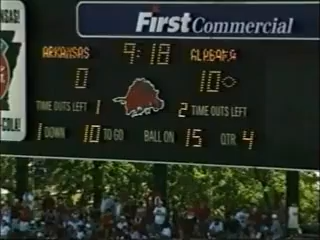 First Commercial
ARKANSAS 9:18 ALABAMA
0 10
TIME OUTS LEFT 1 2 TIME OUTS LEFT
1 DOWN 10 TO GO BALL ON 15 QTR 4
-COLA!